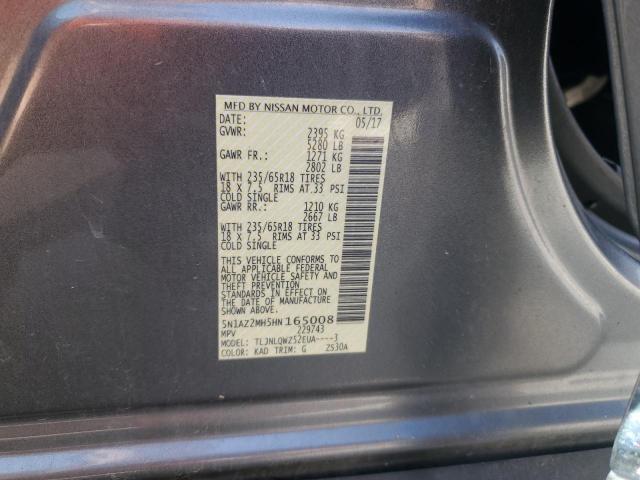 MFD BY NISSAN MOTOR CO., LTD.
DATE: 05/17
GVWR: 2395 KG
5280 LB
GAWR FR.: 1271 KG
2802 LB
WITH 235/65R18 TIRES
18 X 7.5 RIMS AT 33 PSI
COLD SINGLE
GAWR RR.: 1210 KG
2667 LB
WITH 235/65R18 TIRES
18 X 7.5 RIMS AT 33 PSI
COLD SINGLE
THIS VEHICLE CONFORMS TO
ALL APPLICABLE FEDERAL
MOTOR VEHICLE SAFETY AND
THEFT PREVENTION
STANDARDS IN EFFECT ON
THE DATE OF MANUFACTURE
SHOWN ABOVE.
5N1AZ2MH5HN165008
MPV 229743
MODEL: TLJNLQWZ52EUA----3
COLOR: KAD TRIM: G Z530A